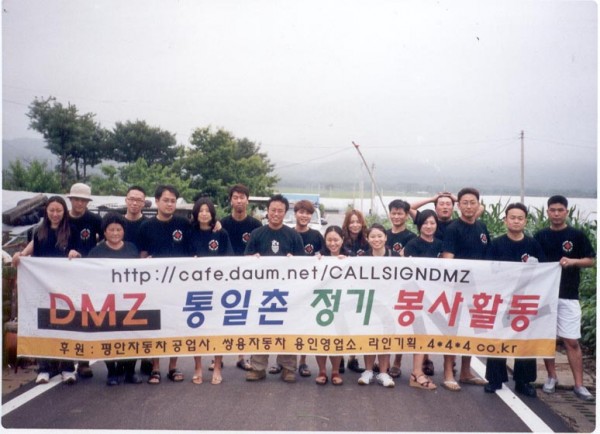 http://cafe.daum.net/CALLSIGNDMZ
DMZ 통일촌 정기 봉사활동
후원 : 평안자동차공업사, 쌍용자동차 용인영업소, 라인기획, 4*4*4.co.kr